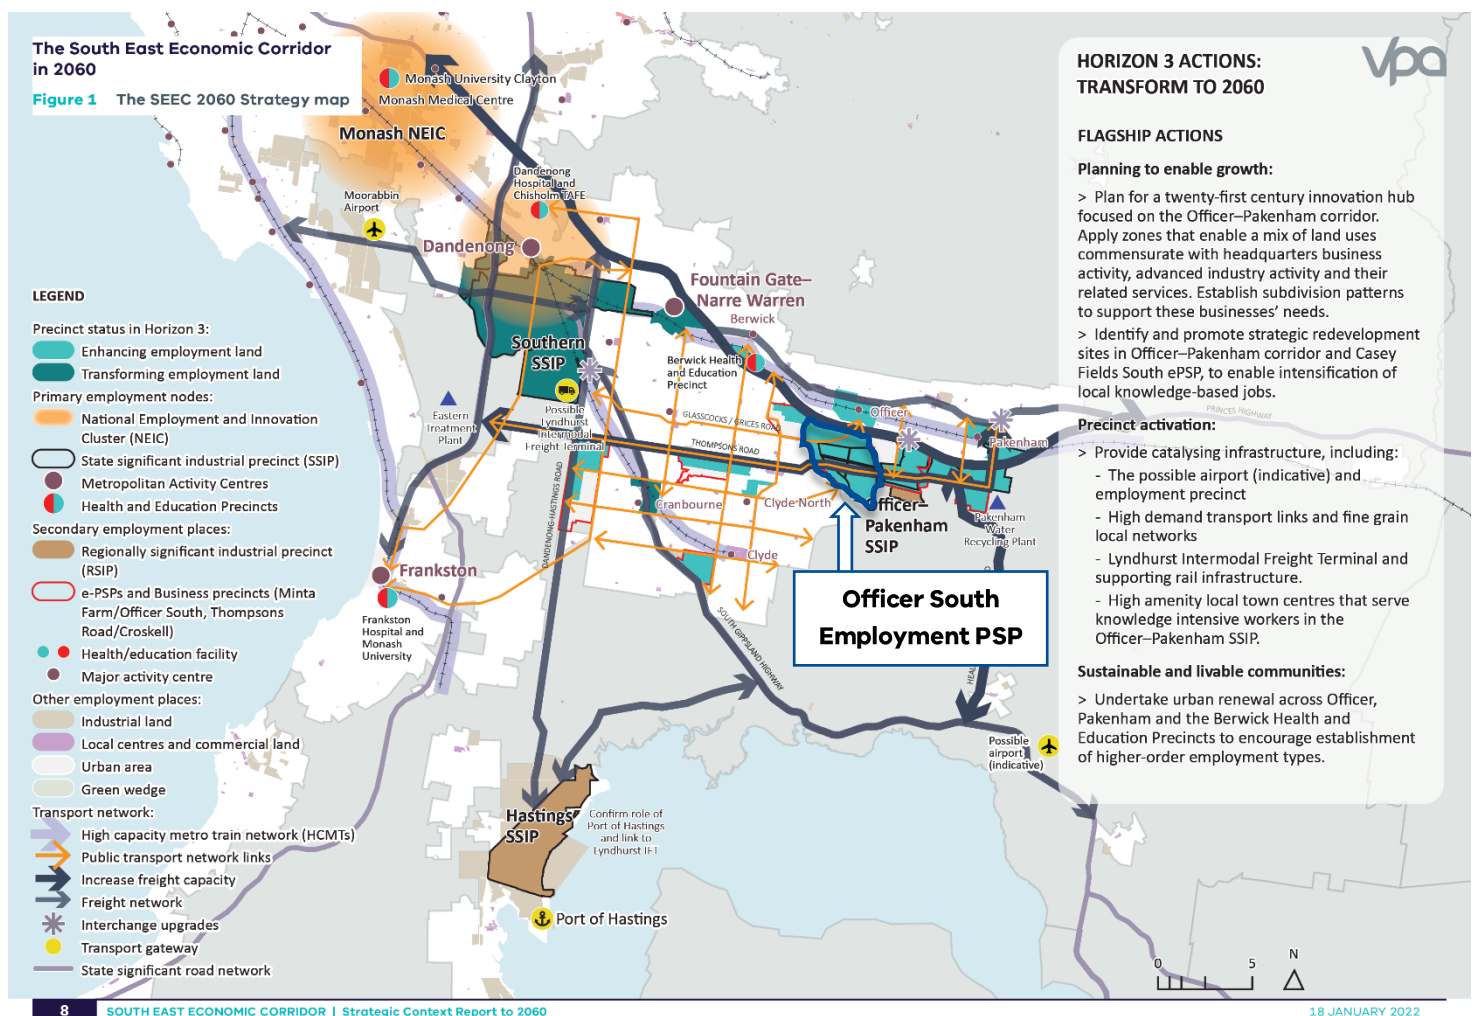 The South East Economic Corridor
in 2060
Figure 1 The SEEC 2060 Strategy map
Monash University Clayton
Monash Medical Centre
Monash NEIC
Dandenong
Hospital and
Chisholm TAFE
Moorabbin
Airport
Dandenong
Fountain Gate–
Narre Warren
Berwick
Southern
SSIP
Berwick Health
and Education
Precinct
Possible
Lyndhurst
Intermodal
Freight Terminal
Eastern
Treatment
Plant
GLASSCOCKS / GRICES ROAD
THOMPSONS ROAD
Officer
Pakenham
PRINCES HIGHWAY
DANDENONG-HASTINGS ROAD
Cranbourne
Clyde North
Officer–
Pakenham
SSIP
Pakenham
Water
Recycling Plant
Clyde
Frankston
Frankston
Hospital and
Monash
University
Officer South
Employment PSP
SOUTH GIPPSLAND HIGHWAY
Possible
airport
(indicative)
Hastings
SSIP
Confirm role of
Port of Hastings
and link to
Lyndhurst IFT
Port of Hastings
LEGEND
Precinct status in Horizon 3:
Enhancing employment land
Transforming employment land
Primary employment nodes:
National Employment and Innovation
Cluster (NEIC)
State significant industrial precinct (SSIP)
Metropolitan Activity Centres
Health and Education Precincts
Secondary employment places:
Regionally significant industrial precinct
(RSIP)
e-PSPs and Business precincts (Minta
Farm/Officer South, Thompsons
Road/Croskell)
Health/education facility
Major activity centre
Other employment places:
Industrial land
Local centres and commercial land
Urban area
Green wedge
Transport network:
High capacity metro train network (HCMTs)
Public transport network links
Increase freight capacity
Freight network
Interchange upgrades
Transport gateway
State significant road network
HORIZON 3 ACTIONS:
TRANSFORM TO 2060
vpa
FLAGSHIP ACTIONS
Planning to enable growth:
> Plan for a twenty-first century innovation hub
focused on the Officer–Pakenham corridor.
Apply zones that enable a mix of land uses
commensurate with headquarters business
activity, advanced industry activity and their
related services. Establish subdivision patterns
to support these businesses' needs.
> Identify and promote strategic redevelopment
sites in Officer–Pakenham corridor and Casey
Fields South ePSP, to enable intensification of
local knowledge-based jobs.
Precinct activation:
> Provide catalysing infrastructure, including:
- The possible airport (indicative) and
employment precinct
- High demand transport links and fine grain
local networks
- Lyndhurst Intermodal Freight Terminal and
supporting rail infrastructure.
- High amenity local town centres that serve
knowledge intensive workers in the
Officer–Pakenham SSIP.
Sustainable and livable communities:
> Undertake urban renewal across Officer,
Pakenham and the Berwick Health and
Education Precincts to encourage establishment
of higher-order employment types.
0 5
N
8 SOUTH EAST ECONOMIC CORRIDOR | Strategic Context Report to 2060
18 JANUARY 2022